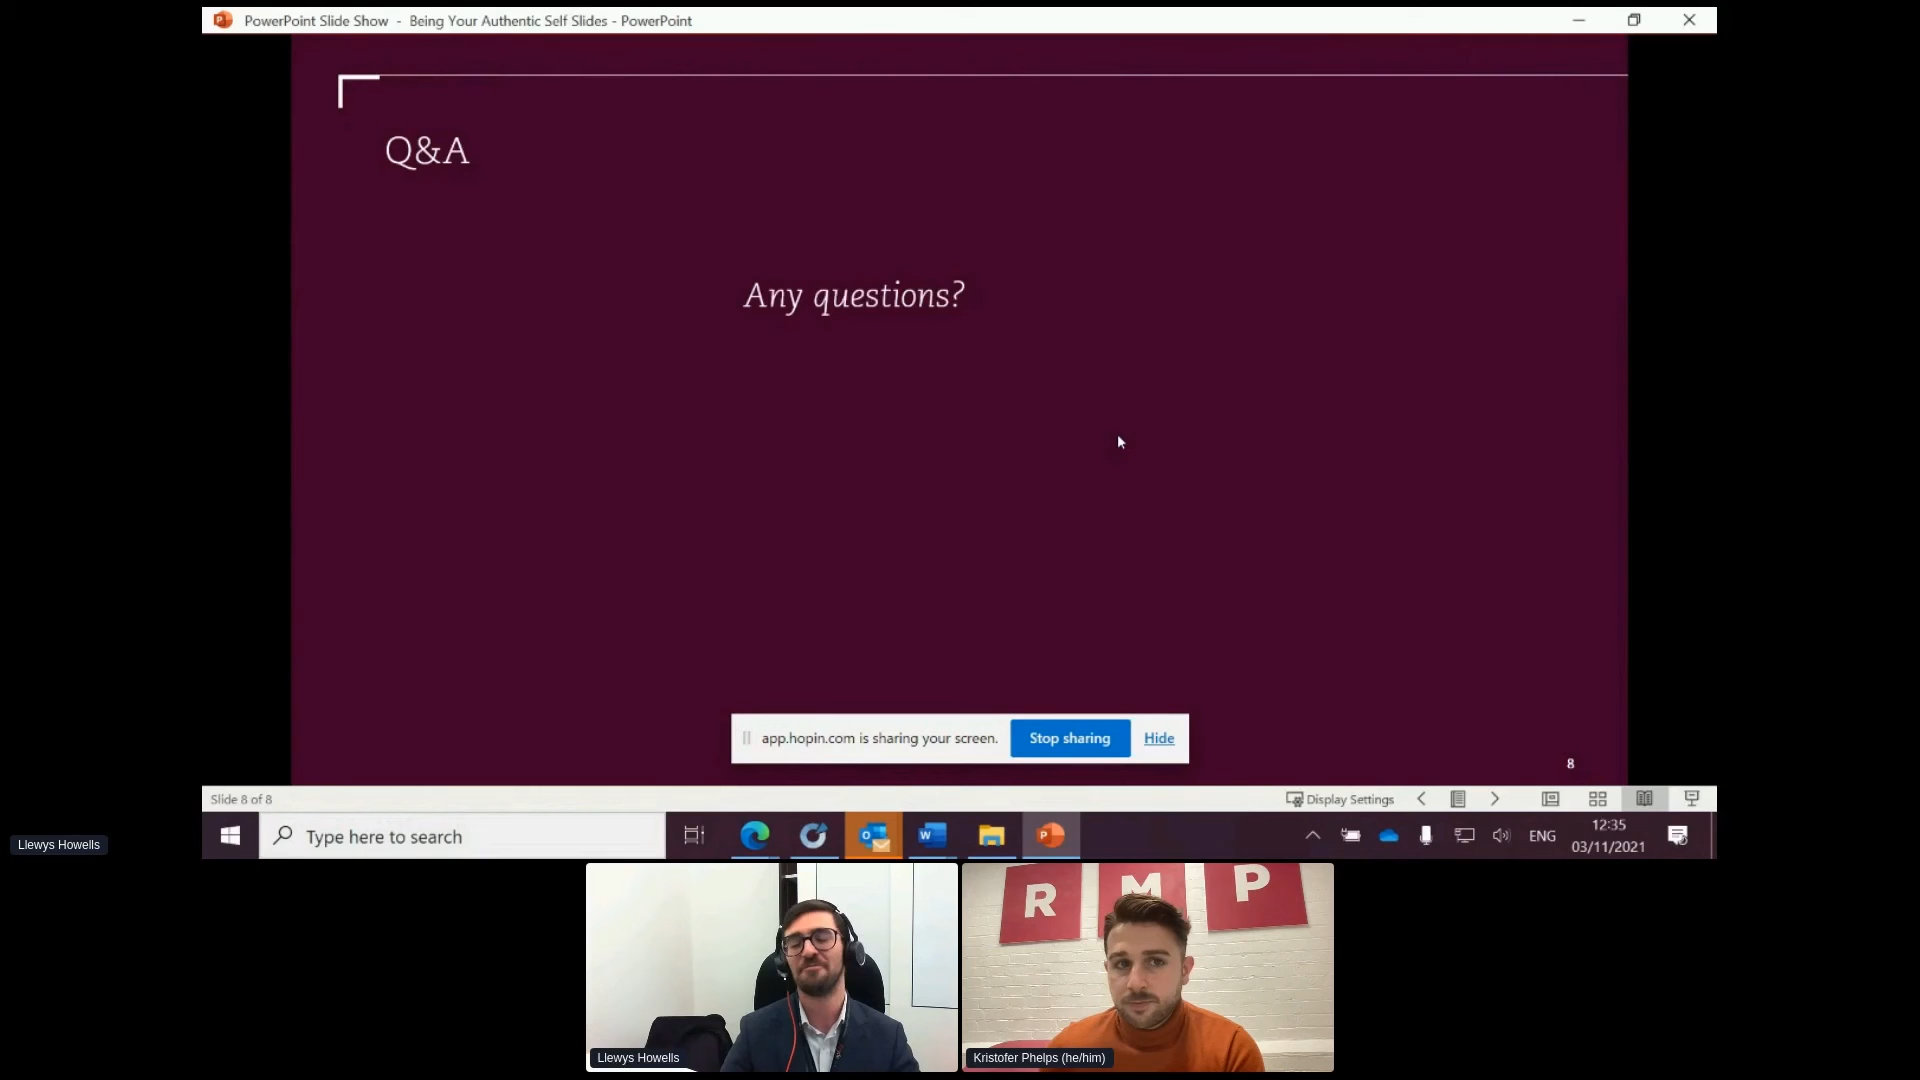 PowerPoint Slide Show - Being Your Authentic Self Slides - PowerPoint
Q&A
Any questions?
app.hopin.com is sharing your screen. Stop sharing Hide
8
Slide 8 of 8 Display Settings
Type here to search ENG 12:35
03/11/2021
Llewys Howells
R M P
Llewys Howells Kristofer Phelps (he/him)